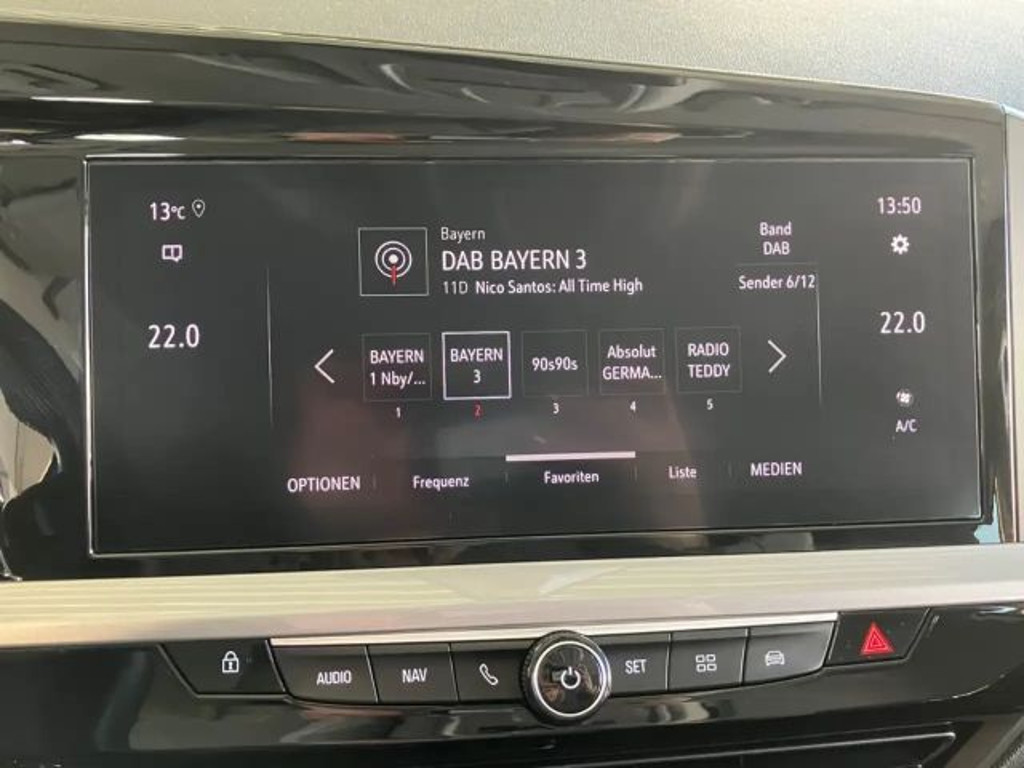 13°C
13:50
Bayern
DAB BAYERN 3
11D Nico Santos: All Time High
Band
DAB
Sender 6/12
22.0
22.0
BAYERN
1 Nby/...
BAYERN
3
90s90s
Absolut
GERMA...
RADIO
TEDDY
1
2
3
4
5
A/C
OPTIONEN
Frequenz
Favoriten
Liste
MEDIEN
AUDIO
NAV
SET